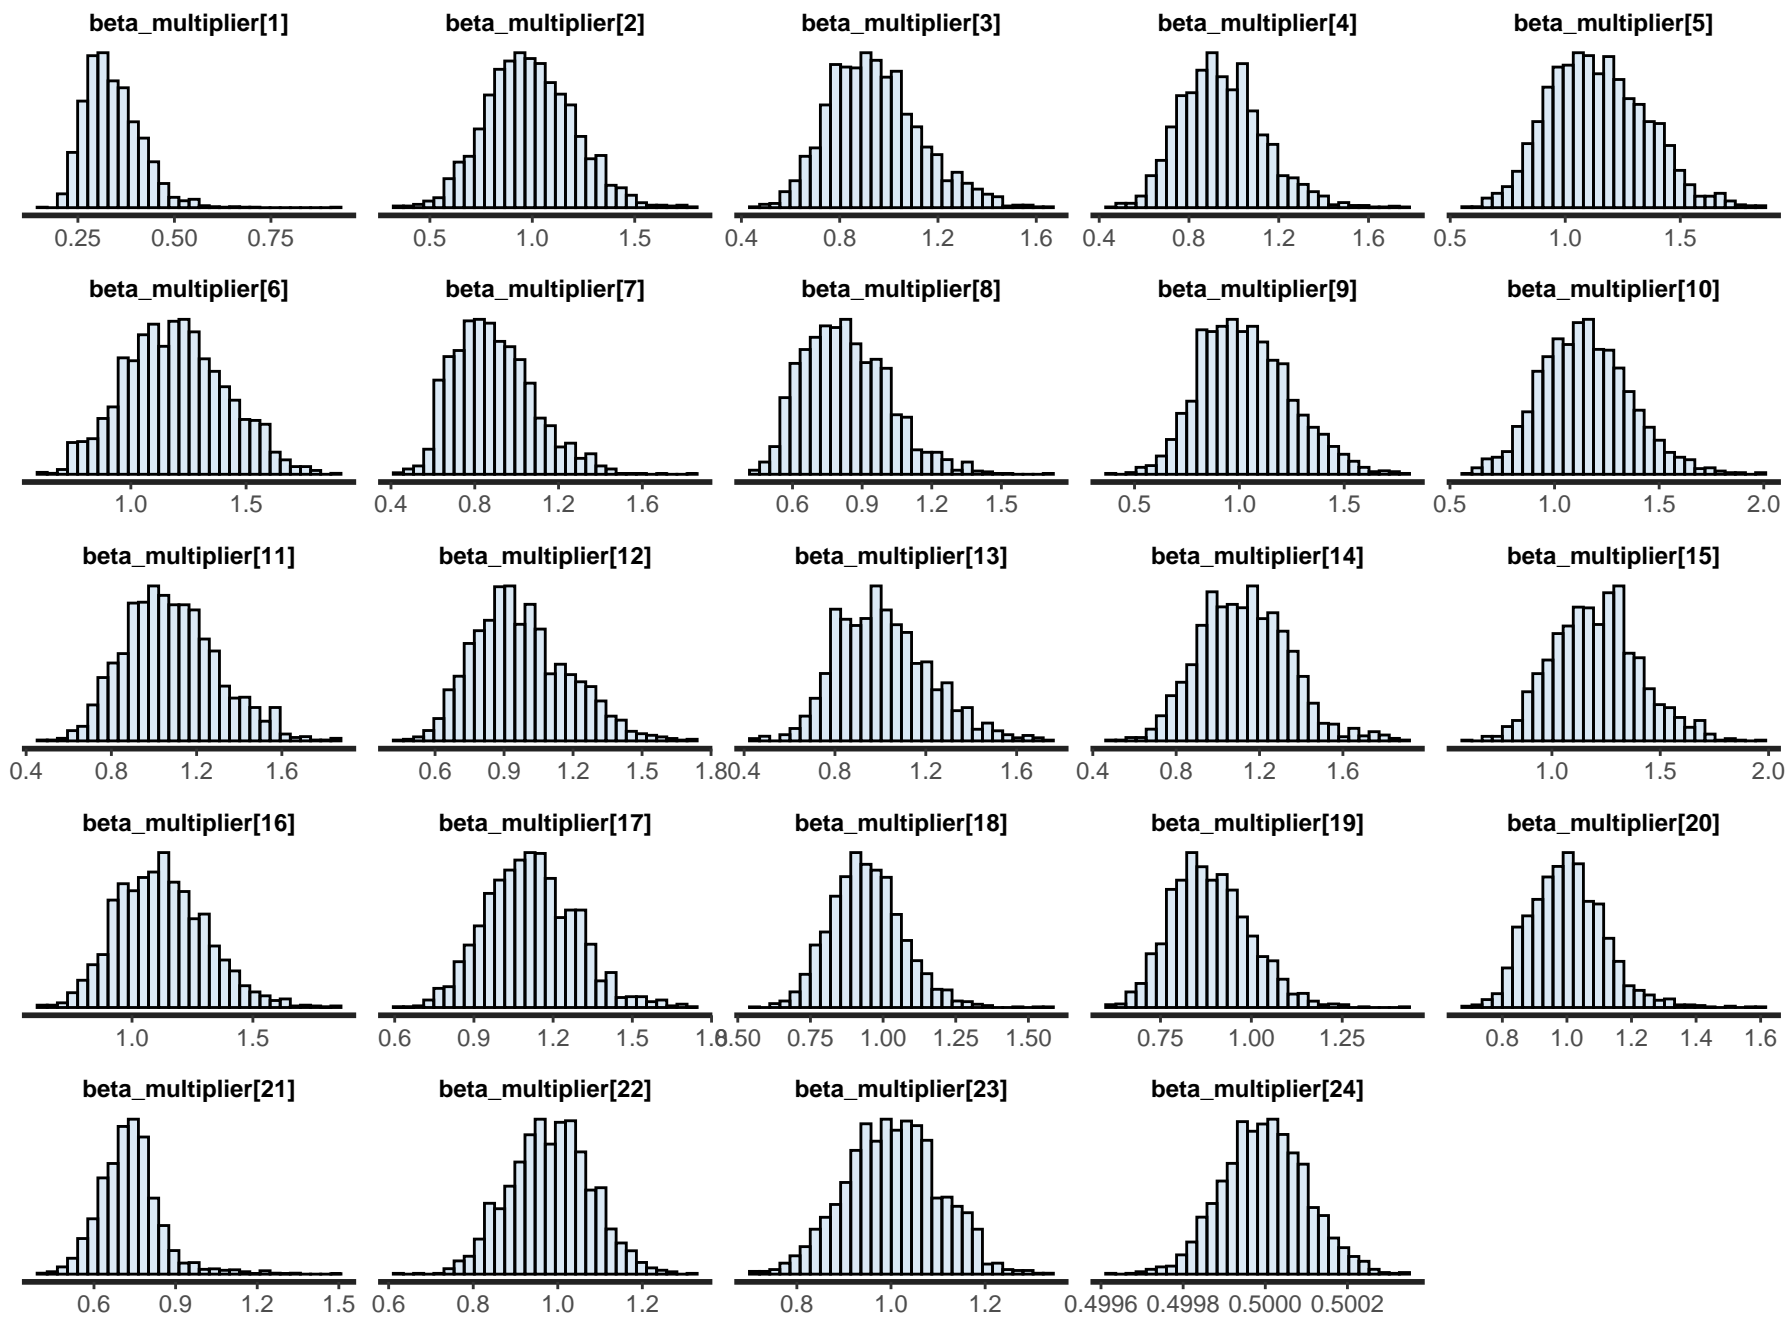 beta_multiplier[1] beta_multiplier[2] beta_multiplier[3] beta_multiplier[4] beta_multiplier[5]
0.25 0.50 0.75 0.5 1.0 1.5 0.4 0.8 1.2 1.6 0.4 0.8 1.2 1.6 0.5 1.0 1.5
beta_multiplier[6] beta_multiplier[7] beta_multiplier[8] beta_multiplier[9] beta_multiplier[10]
1.0 1.5 0.4 0.8 1.2 1.6 0.6 0.9 1.2 1.5 0.5 1.0 1.5 0.5 1.0 1.5 2.0
beta_multiplier[11] beta_multiplier[12] beta_multiplier[13] beta_multiplier[14] beta_multiplier[15]
0.4 0.8 1.2 1.6 0.6 0.9 1.2 1.5 1.8 0.4 0.8 1.2 1.6 0.4 0.8 1.2 1.6 1.0 1.5 2.0
beta_multiplier[16] beta_multiplier[17] beta_multiplier[18] beta_multiplier[19] beta_multiplier[20]
1.0 1.5 0.6 0.9 1.2 1.5 1.8 0.50 0.75 1.00 1.25 1.50 0.75 1.00 1.25 0.8 1.0 1.2 1.4 1.6
beta_multiplier[21] beta_multiplier[22] beta_multiplier[23] beta_multiplier[24]
0.6 0.9 1.2 1.5 0.6 0.8 1.0 1.2 0.8 1.0 1.2 0.4996 0.4998 0.5000 0.5002